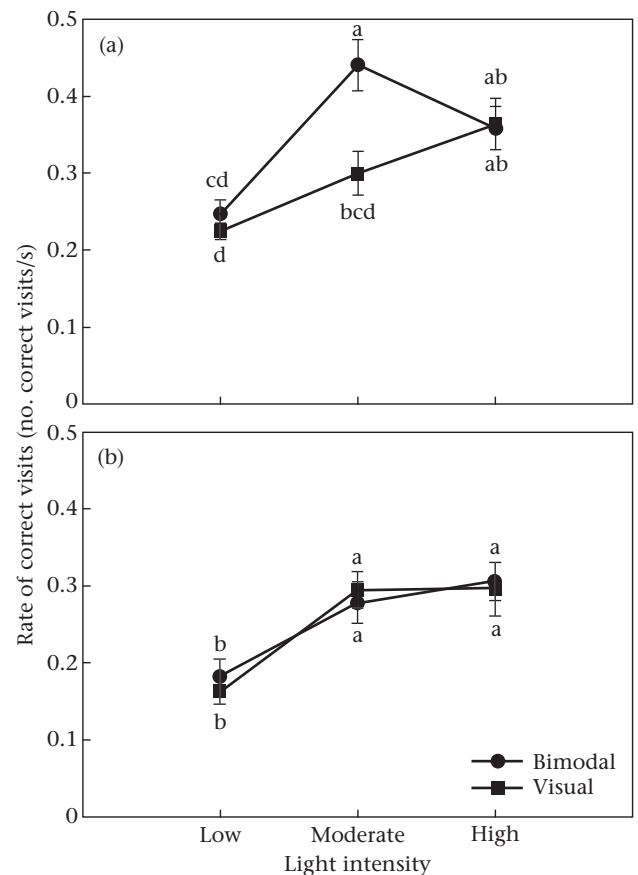 Rate of correct visits (no. correct visits/s)
(a)
0.5
0.4
0.3
0.2
0.1
0
a
ab
cd
ab
bcd
d
(b)
0.5
0.4
0.3
0.2
0.1
0
a
a
b
a
a
b
Bimodal
Visual
Low Moderate High
Light intensity